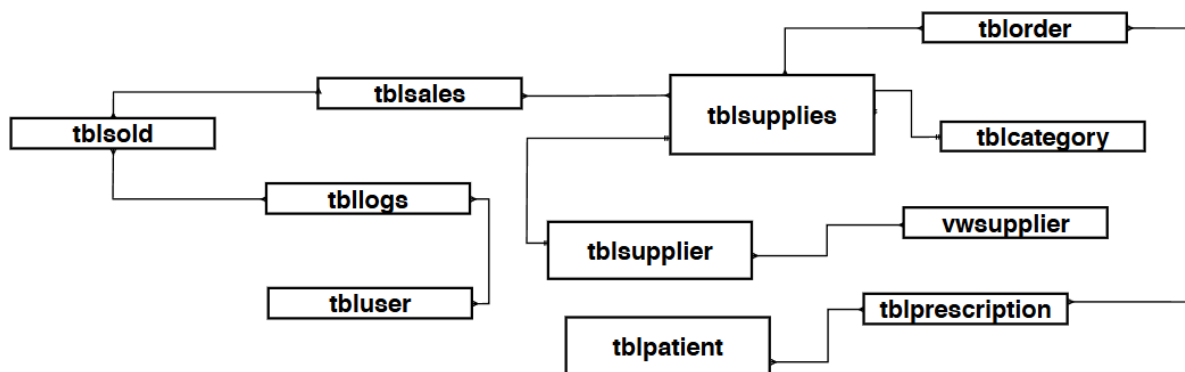 tblorder
tblsales
tblsupplies
tblsold
tblcategory
tbllogs
vwsupplier
tblsupplier
tbluser
tblprescription
tblpatient